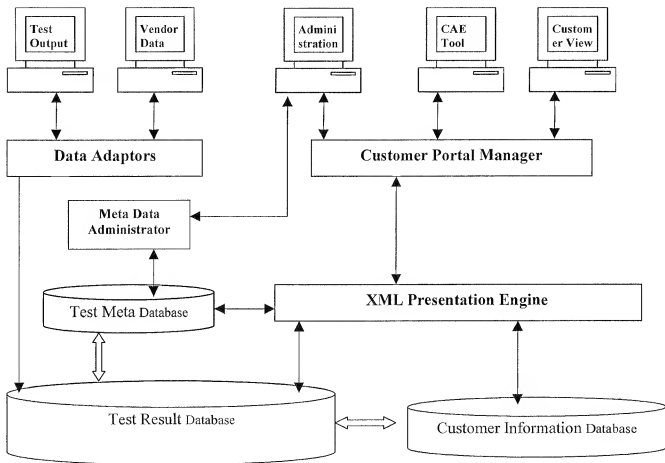 Test
Output
Vendor
Data
Admini
stration
CAE
Tool
Custom
er View
Data Adaptors
Customer Portal Manager
Meta Data
Administrator
Test Meta Database
XML Presentation Engine
Test Result Database
Customer Information Database